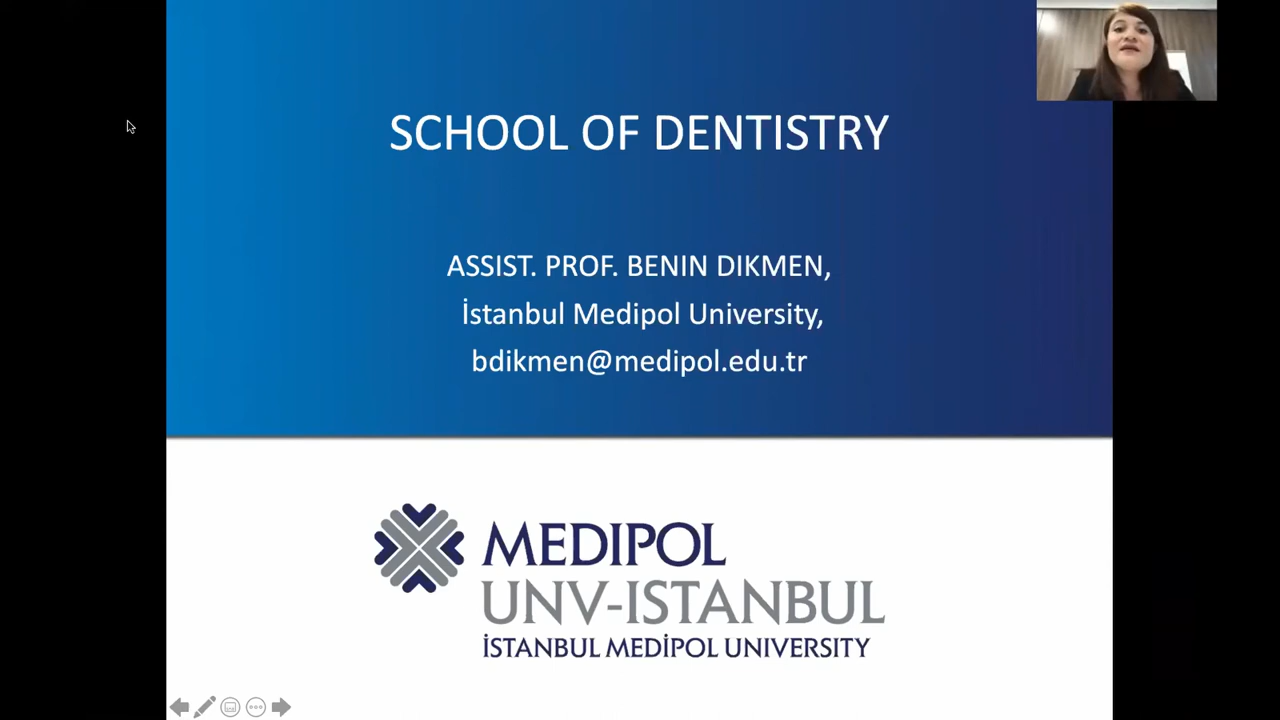 SCHOOL OF DENTISTRY
ASSIST. PROF. BENIN DIKMEN,
İstanbul Medipol University,
bdikmen@medipol.edu.tr
MEDIPOL
UNV-ISTANBUL
İSTANBUL MEDİPOL UNIVERSITY